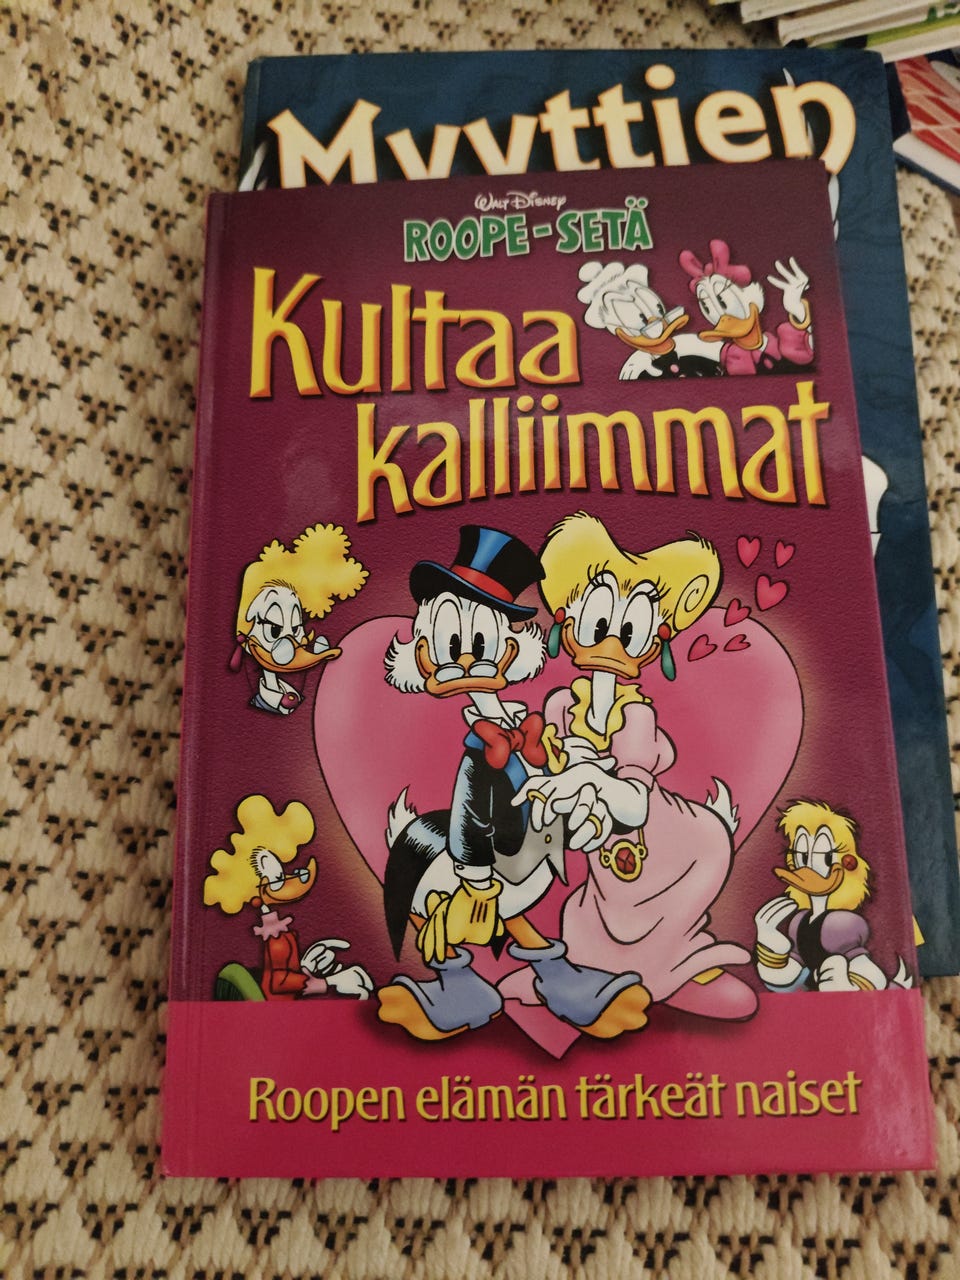 Myyttien
WALT DISNEY
ROOPE-SETÄ
Kultaa
kalliimmat
Roopen elämän tärkeät naiset